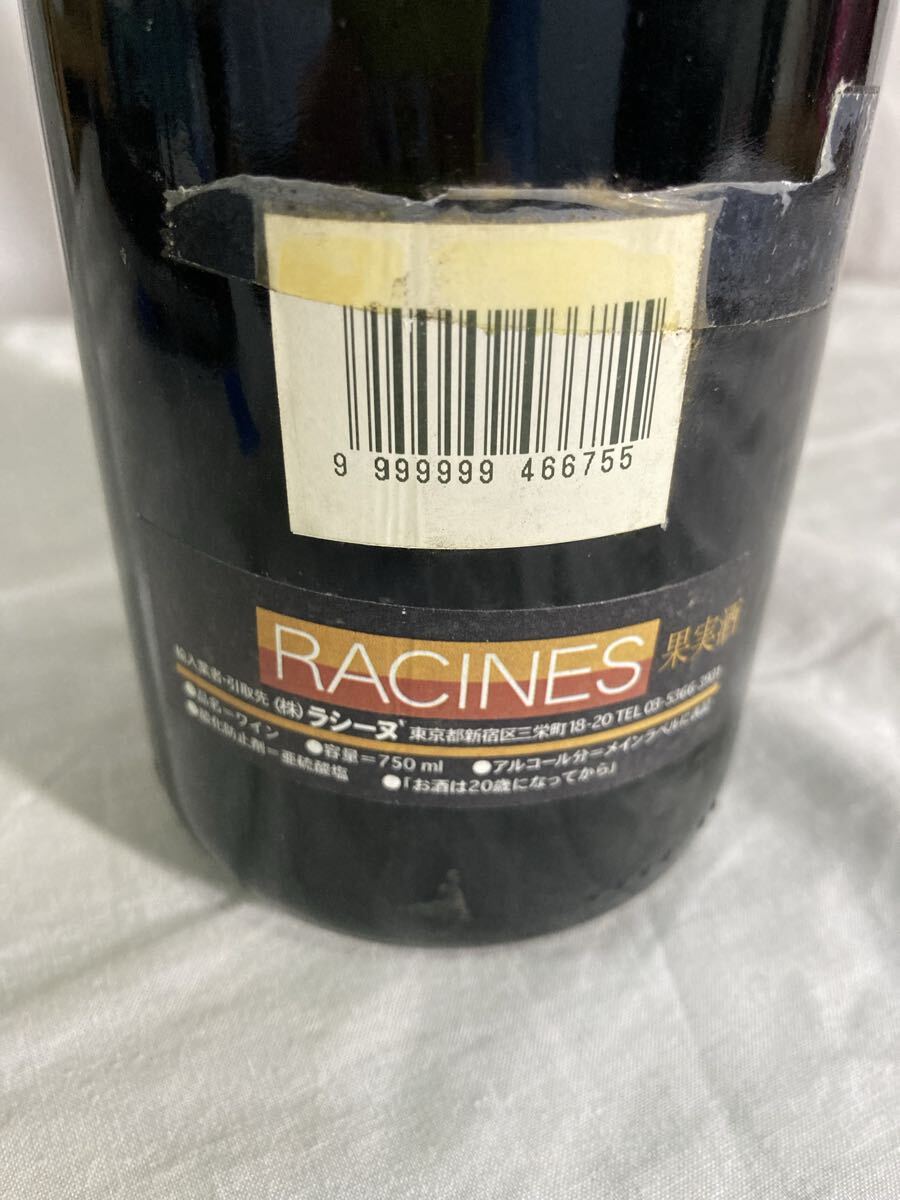 9 999999 466755
RACINES 果実酒
輸入業者・引取先 (株)ラシーヌ 東京都新宿区三栄町18-20 TEL 03-5366-3931
●品名=ワイン ●容量=750 ml ●アルコール分=メインラベルに表記
●酸化防止剤=亜硫酸塩 ●「お酒は20歳になってから」